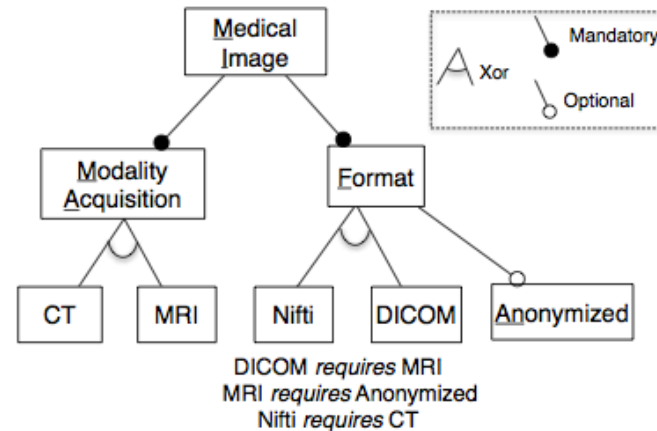 Medical
Image
Mandatory
Xor
Optional
Modality
Acquisition
Format
CT
MRI
Nifti
DICOM
Anonymized
DICOM requires MRI
MRI requires Anonymized
Nifti requires CT